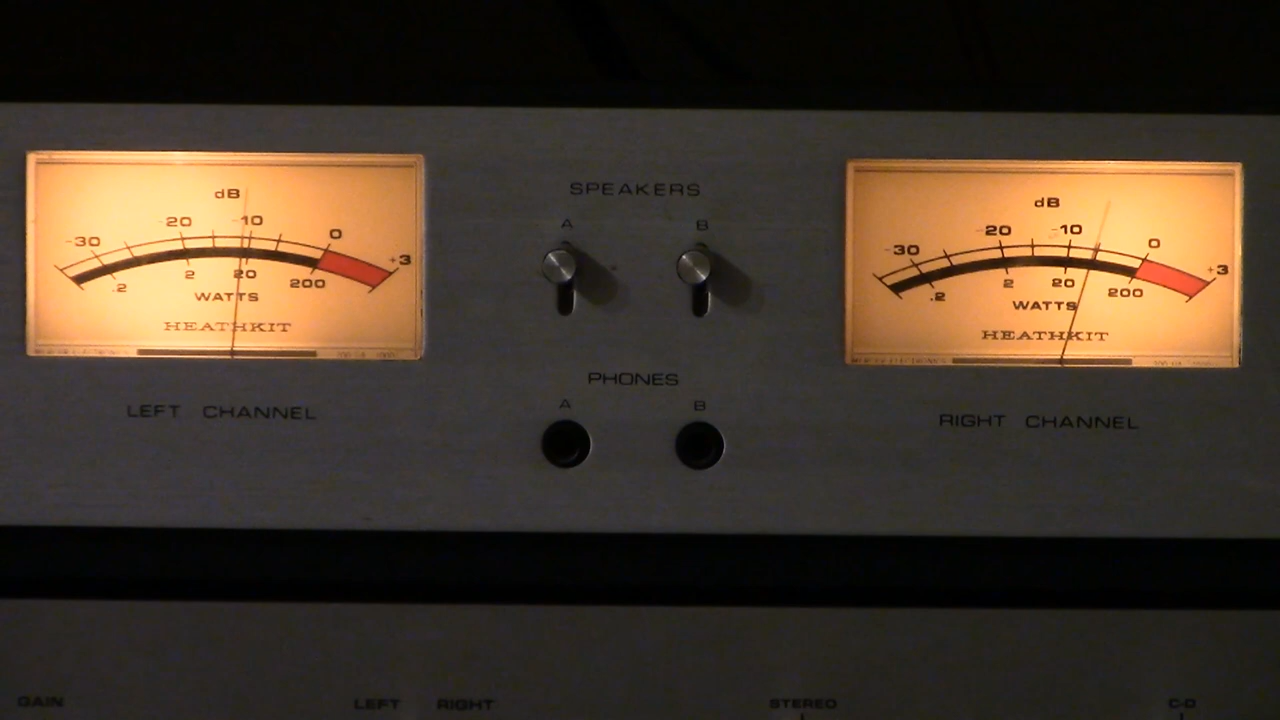 dB
-20 -10
-30 0
+3
.2 2 20 200
WATTS
HEATHKIT
LEFT CHANNEL
SPEAKERS
A B
PHONES
A B
dB
-20 -10
-30 0
+3
.2 2 20 200
WATTS
HEATHKIT
RIGHT CHANNEL
GAIN LEFT RIGHT STEREO C-D